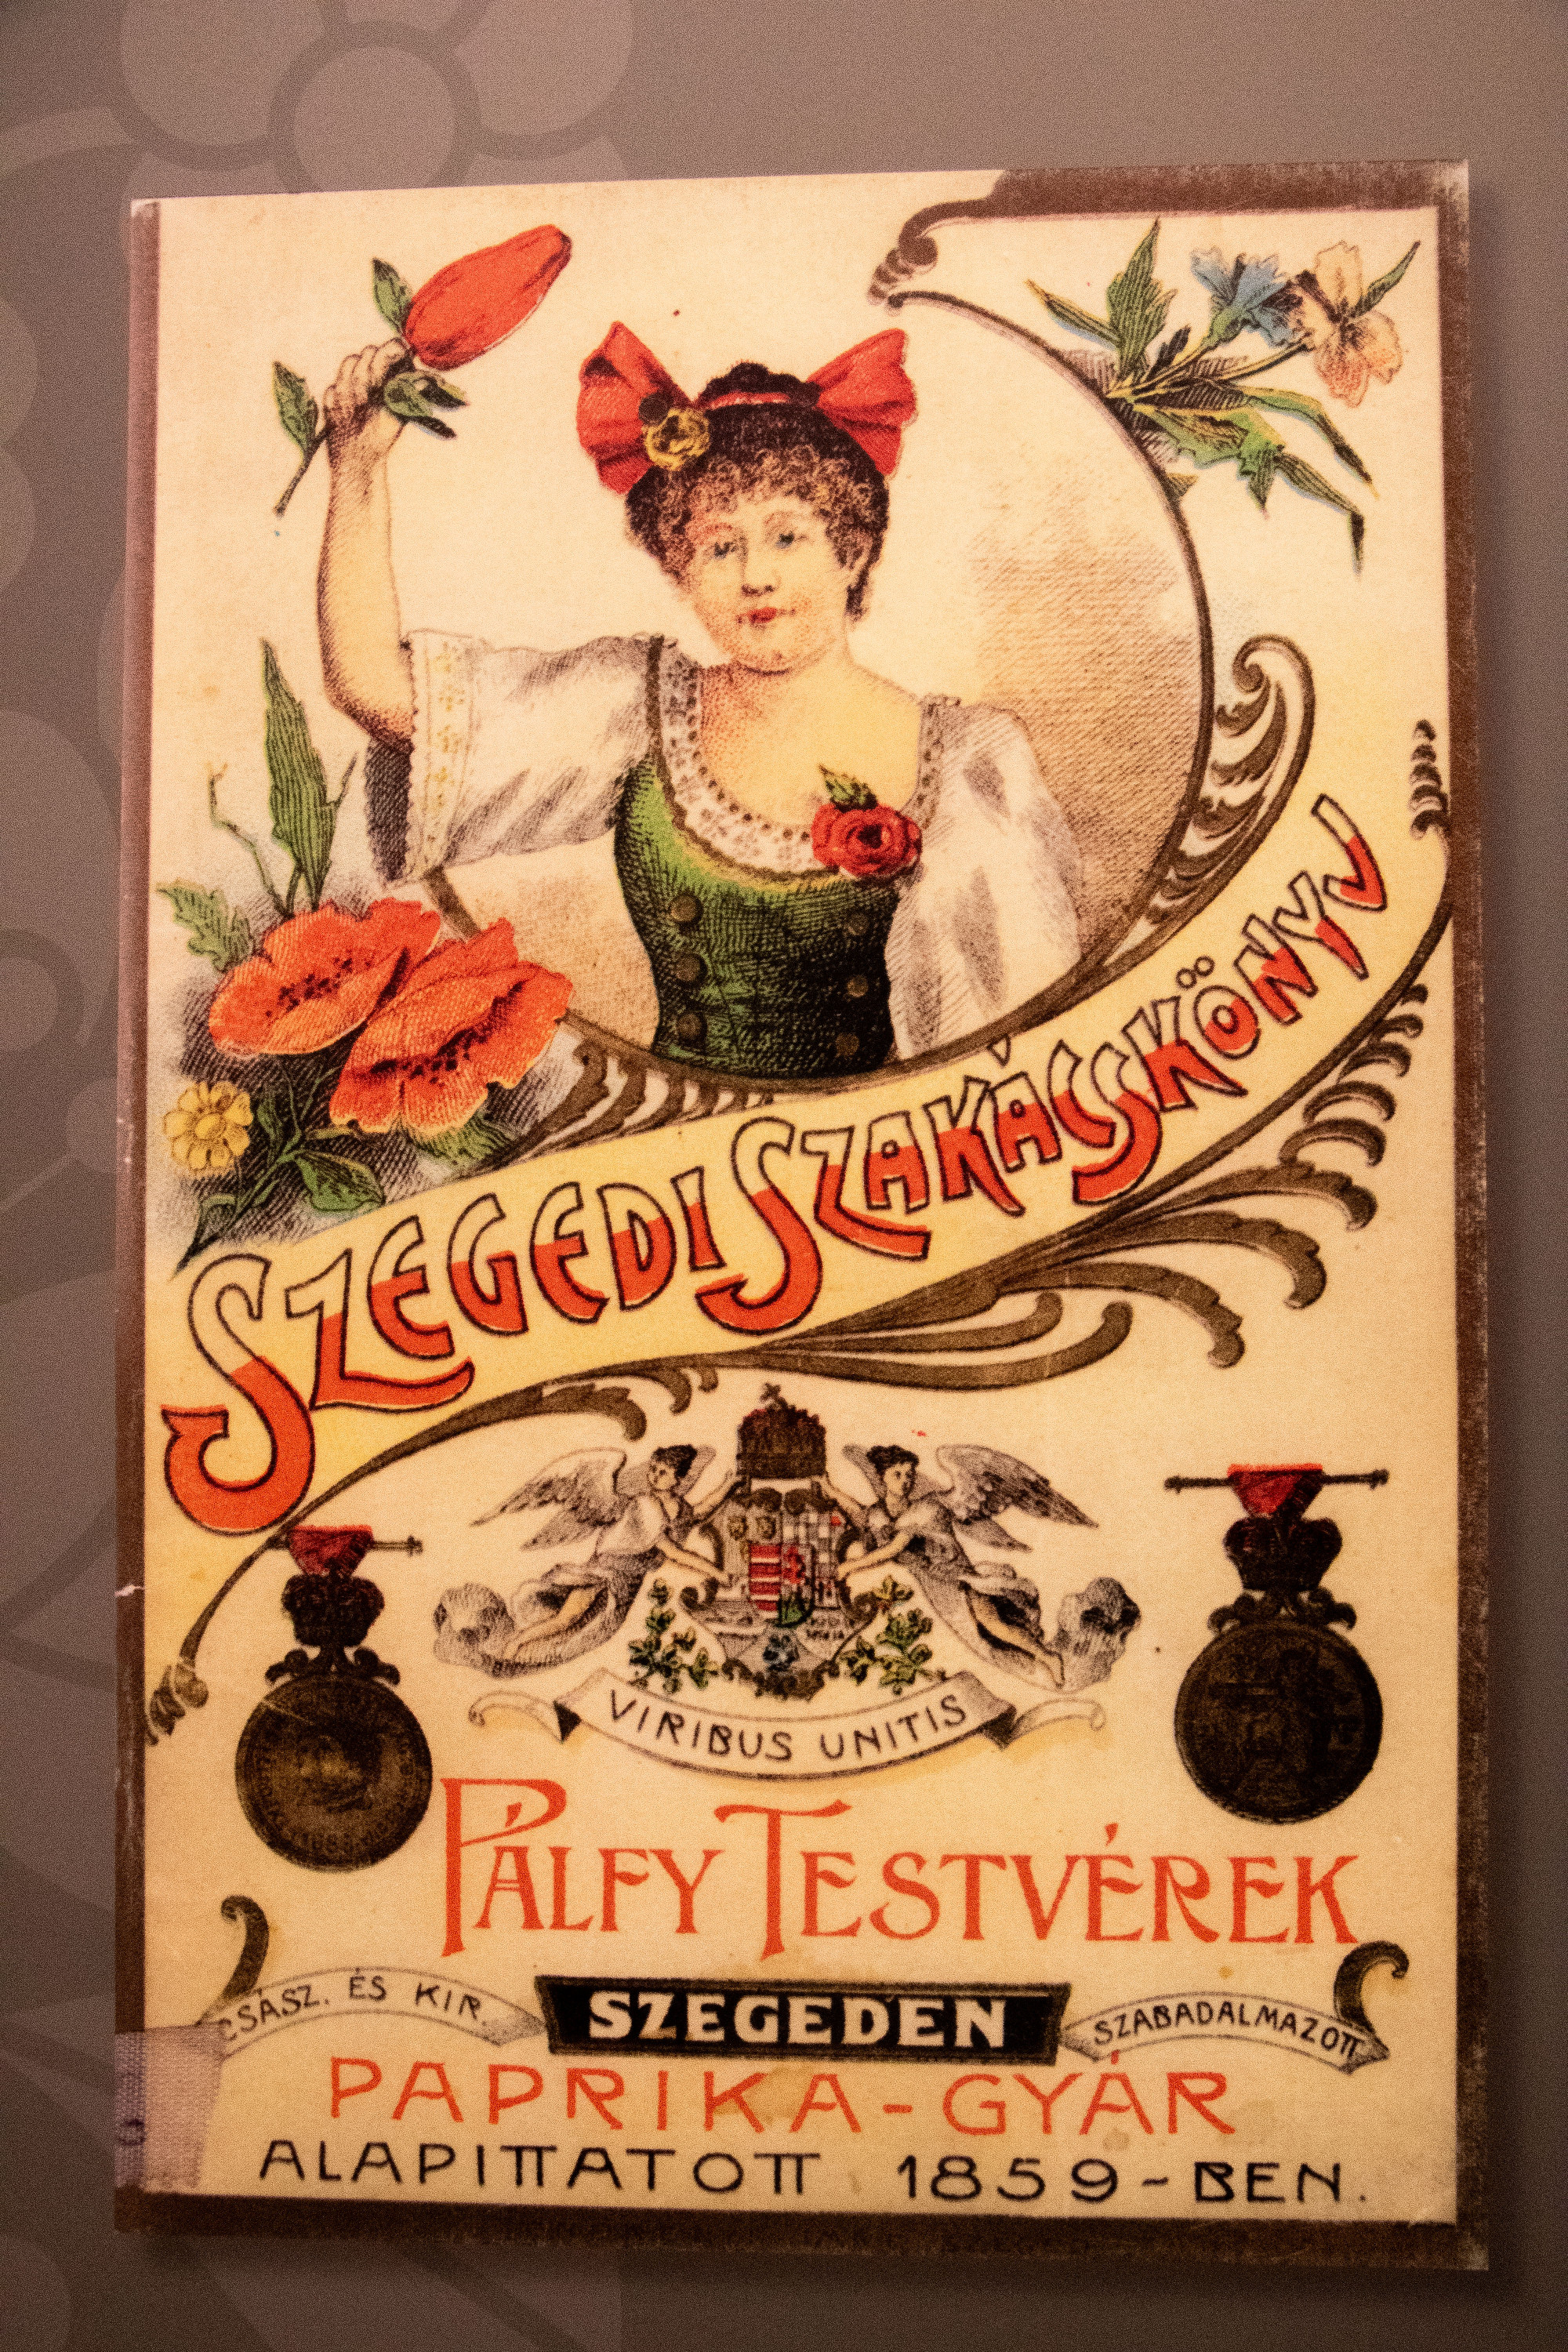 SZEGEDI SZAKÁCSKÖNYV
VIRIBUS UNITIS
PÁLFY TESTVÉREK
CSÁSZ. ÉS KIR. SZEGEDEN SZABADALMAZOTT
PAPRIKA-GYÁR
ALAPITTATOTT 1859-BEN.